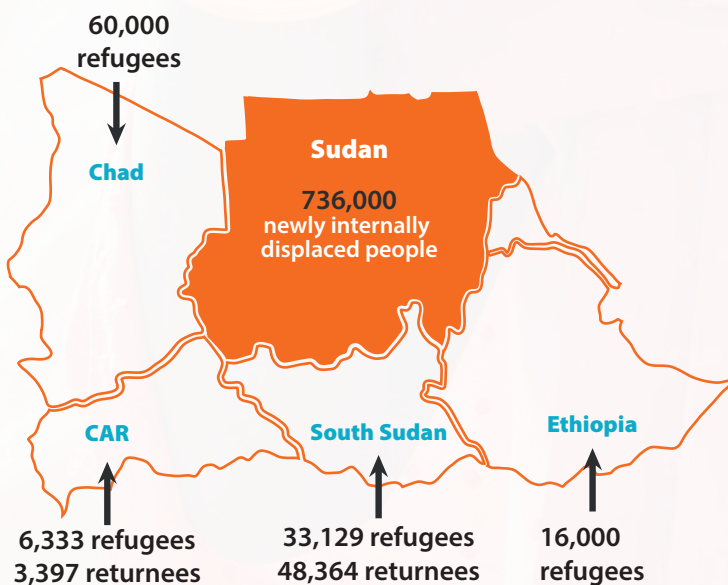 60,000
refugees
Chad
Sudan
736,000
newly internally
displaced people
CAR
6,333 refugees
3,397 returnees
South Sudan
33,129 refugees
48,364 returnees
Ethiopia
16,000
refugees